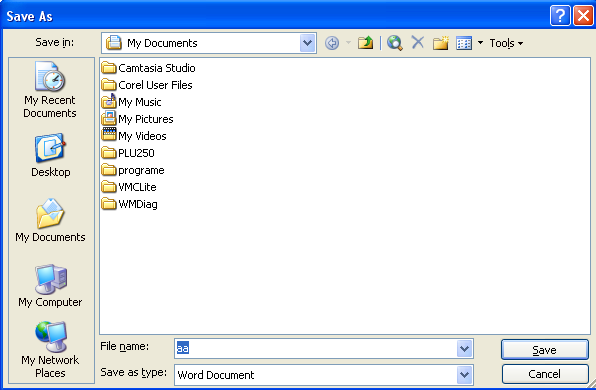 Save As
Save in:
My Documents
Tools
My Recent
Documents
Desktop
My Documents
My Computer
My Network
Places
Camtasia Studio
Corel User Files
My Music
My Pictures
My Videos
PLU250
programe
VMCLite
WMDiag
File name:
aa
Save
Save as type:
Word Document
Cancel